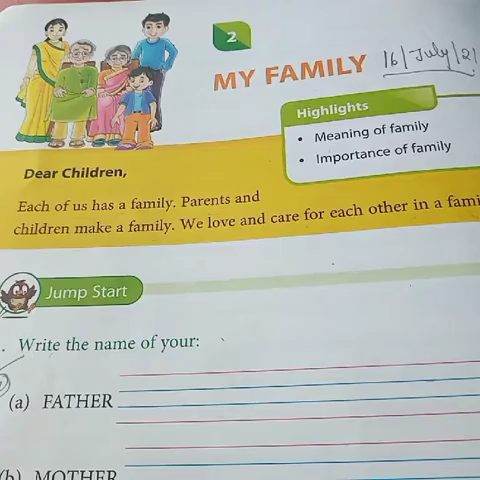 2
MY FAMILY 16/July/21
Highlights
• Meaning of family
• Importance of family
Dear Children,
Each of us has a family. Parents and
children make a family. We love and care for each other in a fami
Jump Start
. Write the name of your:
(a) FATHER
(b) MOTHER